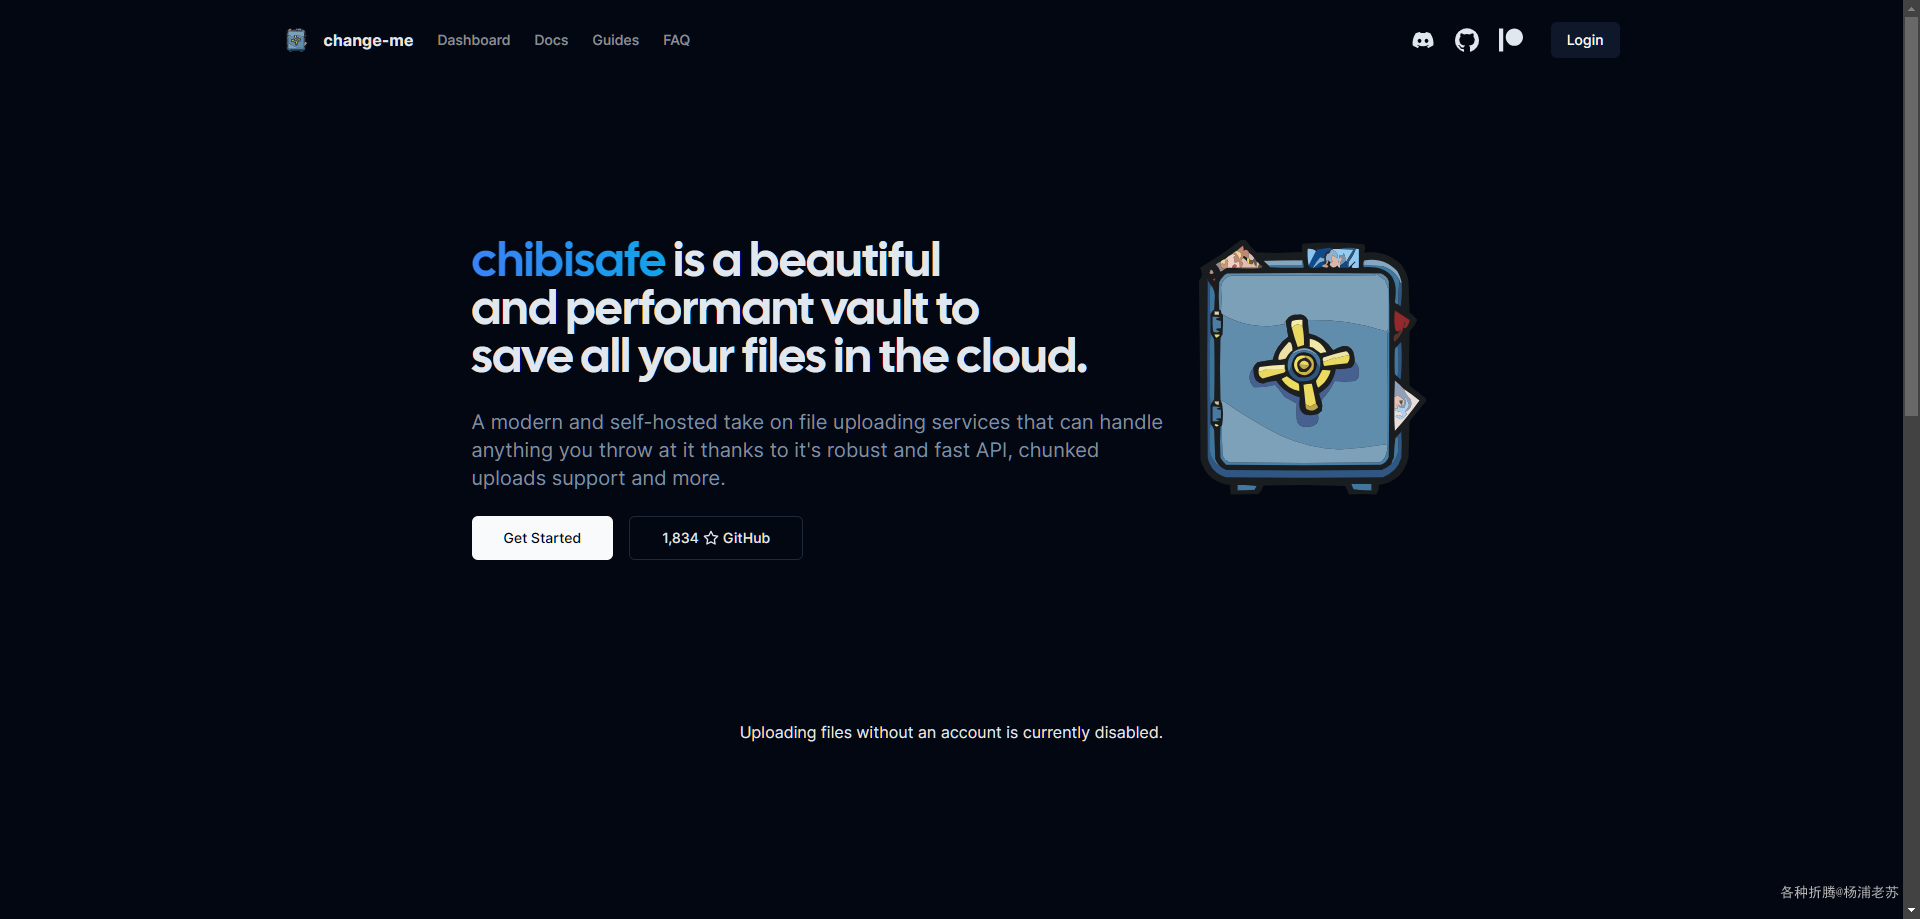 change-me
Dashboard
Docs
Guides
FAQ
Login
chibisafe is a beautiful
and performant vault to
save all your files in the cloud.
A modern and self-hosted take on file uploading services that can handle
anything you throw at it thanks to it's robust and fast API, chunked
uploads support and more.
Get Started
1,834 ☆ GitHub
Uploading files without an account is currently disabled.
各种折腾@杨浦老苏